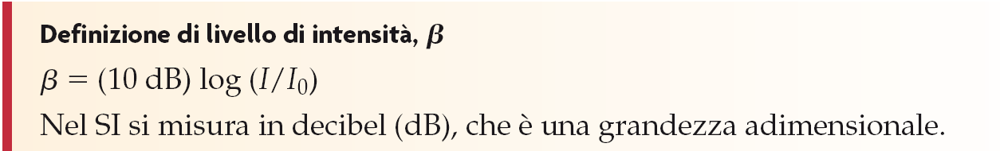 Definizione di livello di intensità, β
β = (10 dB) log (I/I₀)
Nel SI si misura in decibel (dB), che è una grandezza adimensionale.